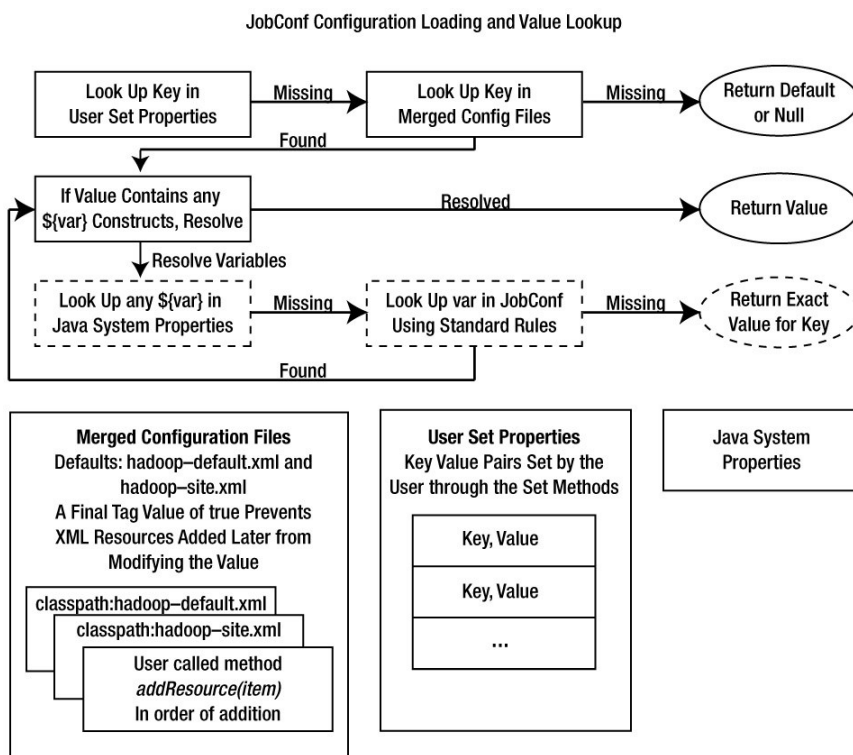 JobConf Configuration Loading and Value Lookup
Look Up Key in
User Set Properties
Missing
Look Up Key in
Merged Config Files
Missing
Return Default
or Null
Found
If Value Contains any
${var} Constructs, Resolve
Resolved
Return Value
Resolve Variables
Look Up any ${var} in
Java System Properties
Missing
Look Up var in JobConf
Using Standard Rules
Missing
Return Exact
Value for Key
Found
Merged Configuration Files
Defaults: hadoop–default.xml and
hadoop–site.xml
A Final Tag Value of true Prevents
XML Resources Added Later from
Modifying the Value
classpath:hadoop–default.xml
classpath:hadoop–site.xml
User called method
addResource(item)
In order of addition
User Set Properties
Key Value Pairs Set by the
User through the Set Methods
Key, Value
Key, Value
...
Java System
Properties